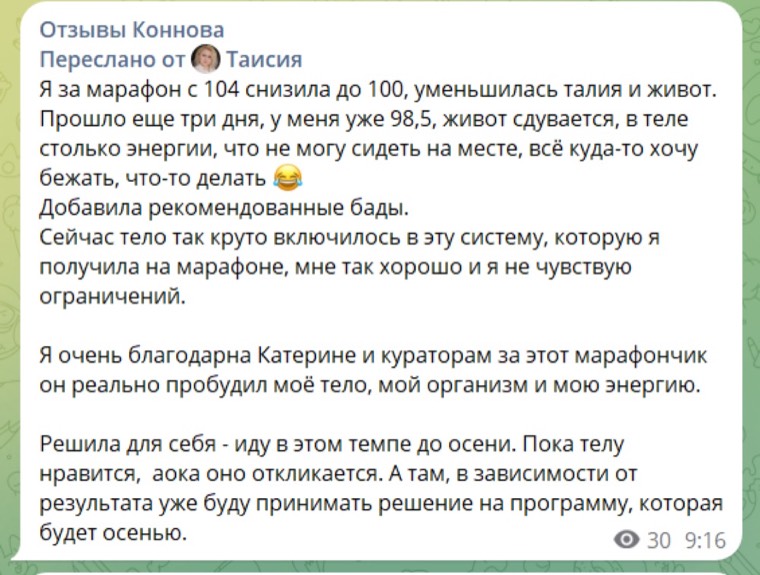 Отзывы Коннова
Переслано от Таисия
Я за марафон с 104 снизила до 100, уменьшилась талия и живот.
Прошло еще три дня, у меня уже 98,5, живот сдувается, в теле
столько энергии, что не могу сидеть на месте, всё куда-то хочу
бежать, что-то делать 😂
Добавила рекомендованные бады.
Сейчас тело так круто включилось в эту систему, которую я
получила на марафоне, мне так хорошо и я не чувствую
ограничений.
Я очень благодарна Катерине и кураторам за этот марафончик
он реально пробудил моё тело, мой организм и мою энергию.
Решила для себя - иду в этом темпе до осени. Пока телу
нравится,  аока оно откликается. А там, в зависимости от
результата уже буду принимать решение на программу, которая
будет осенью.
30 9:16